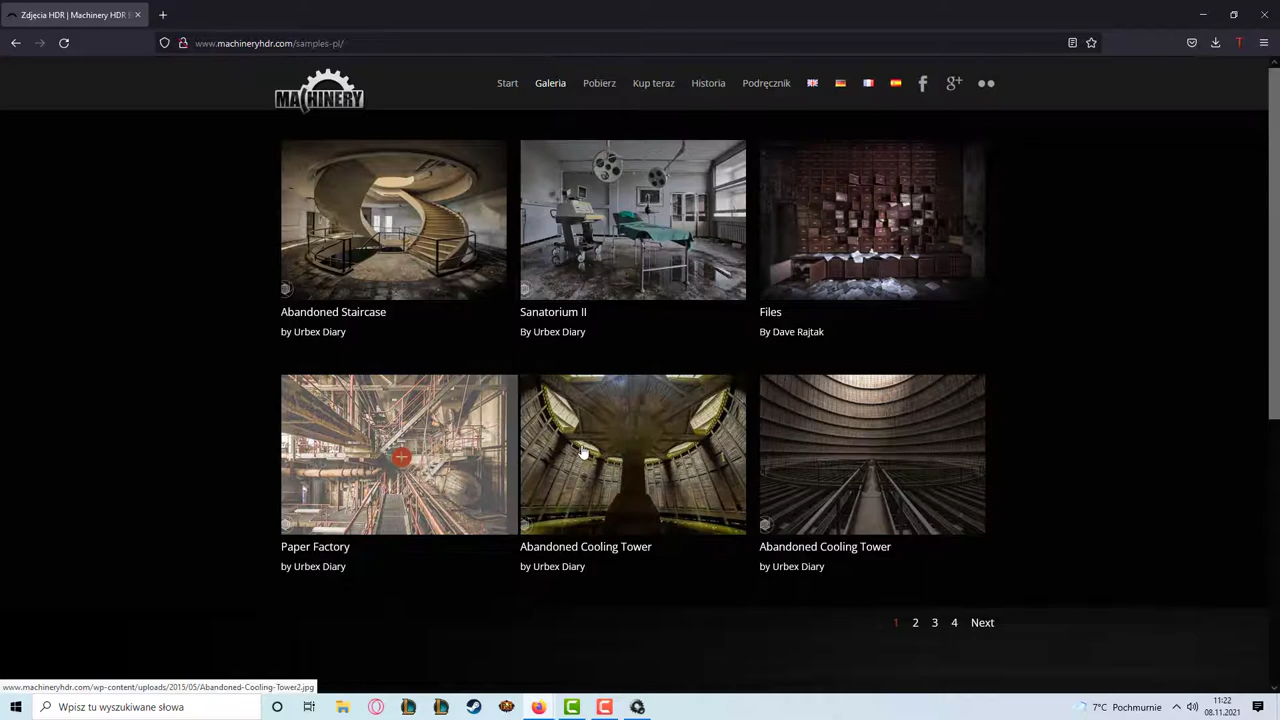 Zdjęcia HDR | Machinery HDR E
www.machineryhdr.com/samples-pl/
MACHINERY
Start Galeria Pobierz Kup teraz Historia Podręcznik
Abandoned Staircase
by Urbex Diary
Sanatorium II
By Urbex Diary
Files
By Dave Rajtak
Paper Factory
by Urbex Diary
Abandoned Cooling Tower
by Urbex Diary
Abandoned Cooling Tower
by Urbex Diary
1 2 3 4 Next
www.machineryhdr.com/wp-content/uploads/2015/05/Abandoned-Cooling-Tower2.jpg
Wpisz tu wyszukiwane słowa
7°C Pochmurnie
11:22
08.11.2021